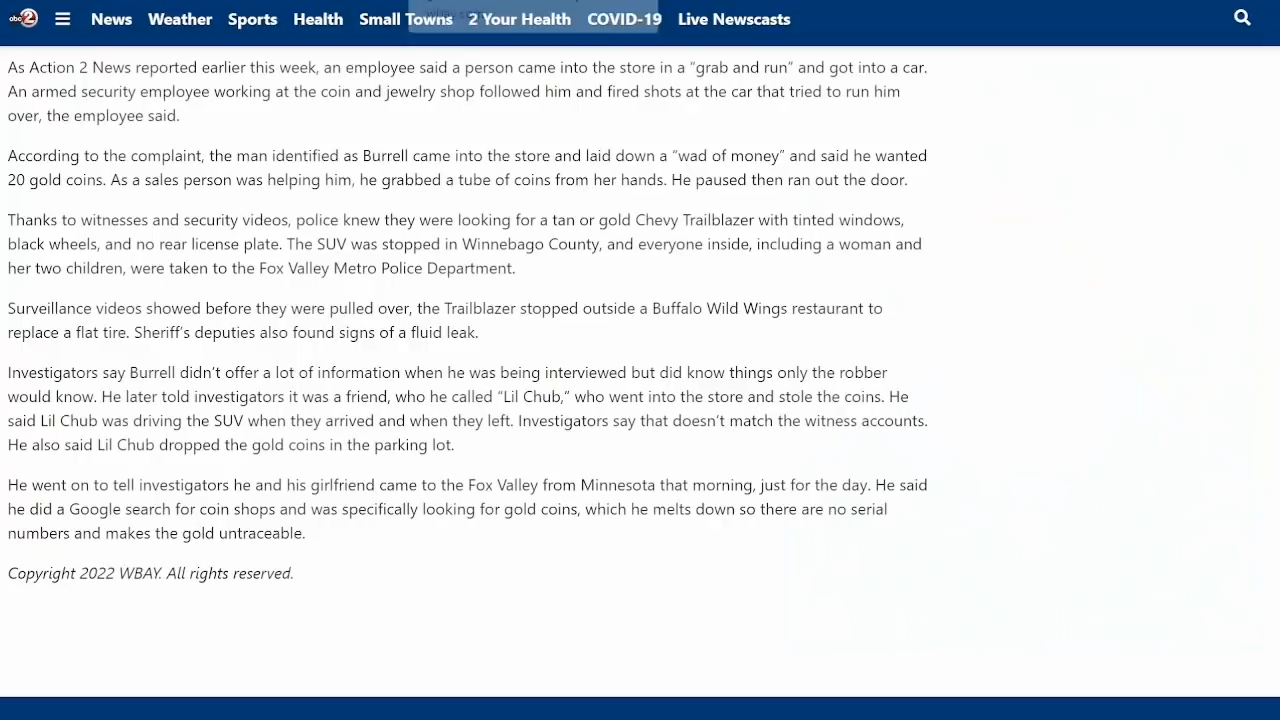 abc 2 News Weather Sports Health Small Towns 2 Your Health COVID-19 Live Newscasts
As Action 2 News reported earlier this week, an employee said a person came into the store in a “grab and run” and got into a car.
An armed security employee working at the coin and jewelry shop followed him and fired shots at the car that tried to run him
over, the employee said.
According to the complaint, the man identified as Burrell came into the store and laid down a “wad of money” and said he wanted
20 gold coins. As a sales person was helping him, he grabbed a tube of coins from her hands. He paused then ran out the door.
Thanks to witnesses and security videos, police knew they were looking for a tan or gold Chevy Trailblazer with tinted windows,
black wheels, and no rear license plate. The SUV was stopped in Winnebago County, and everyone inside, including a woman and
her two children, were taken to the Fox Valley Metro Police Department.
Surveillance videos showed before they were pulled over, the Trailblazer stopped outside a Buffalo Wild Wings restaurant to
replace a flat tire. Sheriff’s deputies also found signs of a fluid leak.
Investigators say Burrell didn’t offer a lot of information when he was being interviewed but did know things only the robber
would know. He later told investigators it was a friend, who he called “Lil Chub,” who went into the store and stole the coins. He
said Lil Chub was driving the SUV when they arrived and when they left. Investigators say that doesn’t match the witness accounts.
He also said Lil Chub dropped the gold coins in the parking lot.
He went on to tell investigators he and his girlfriend came to the Fox Valley from Minnesota that morning, just for the day. He said
he did a Google search for coin shops and was specifically looking for gold coins, which he melts down so there are no serial
numbers and makes the gold untraceable.
Copyright 2022 WBAY. All rights reserved.